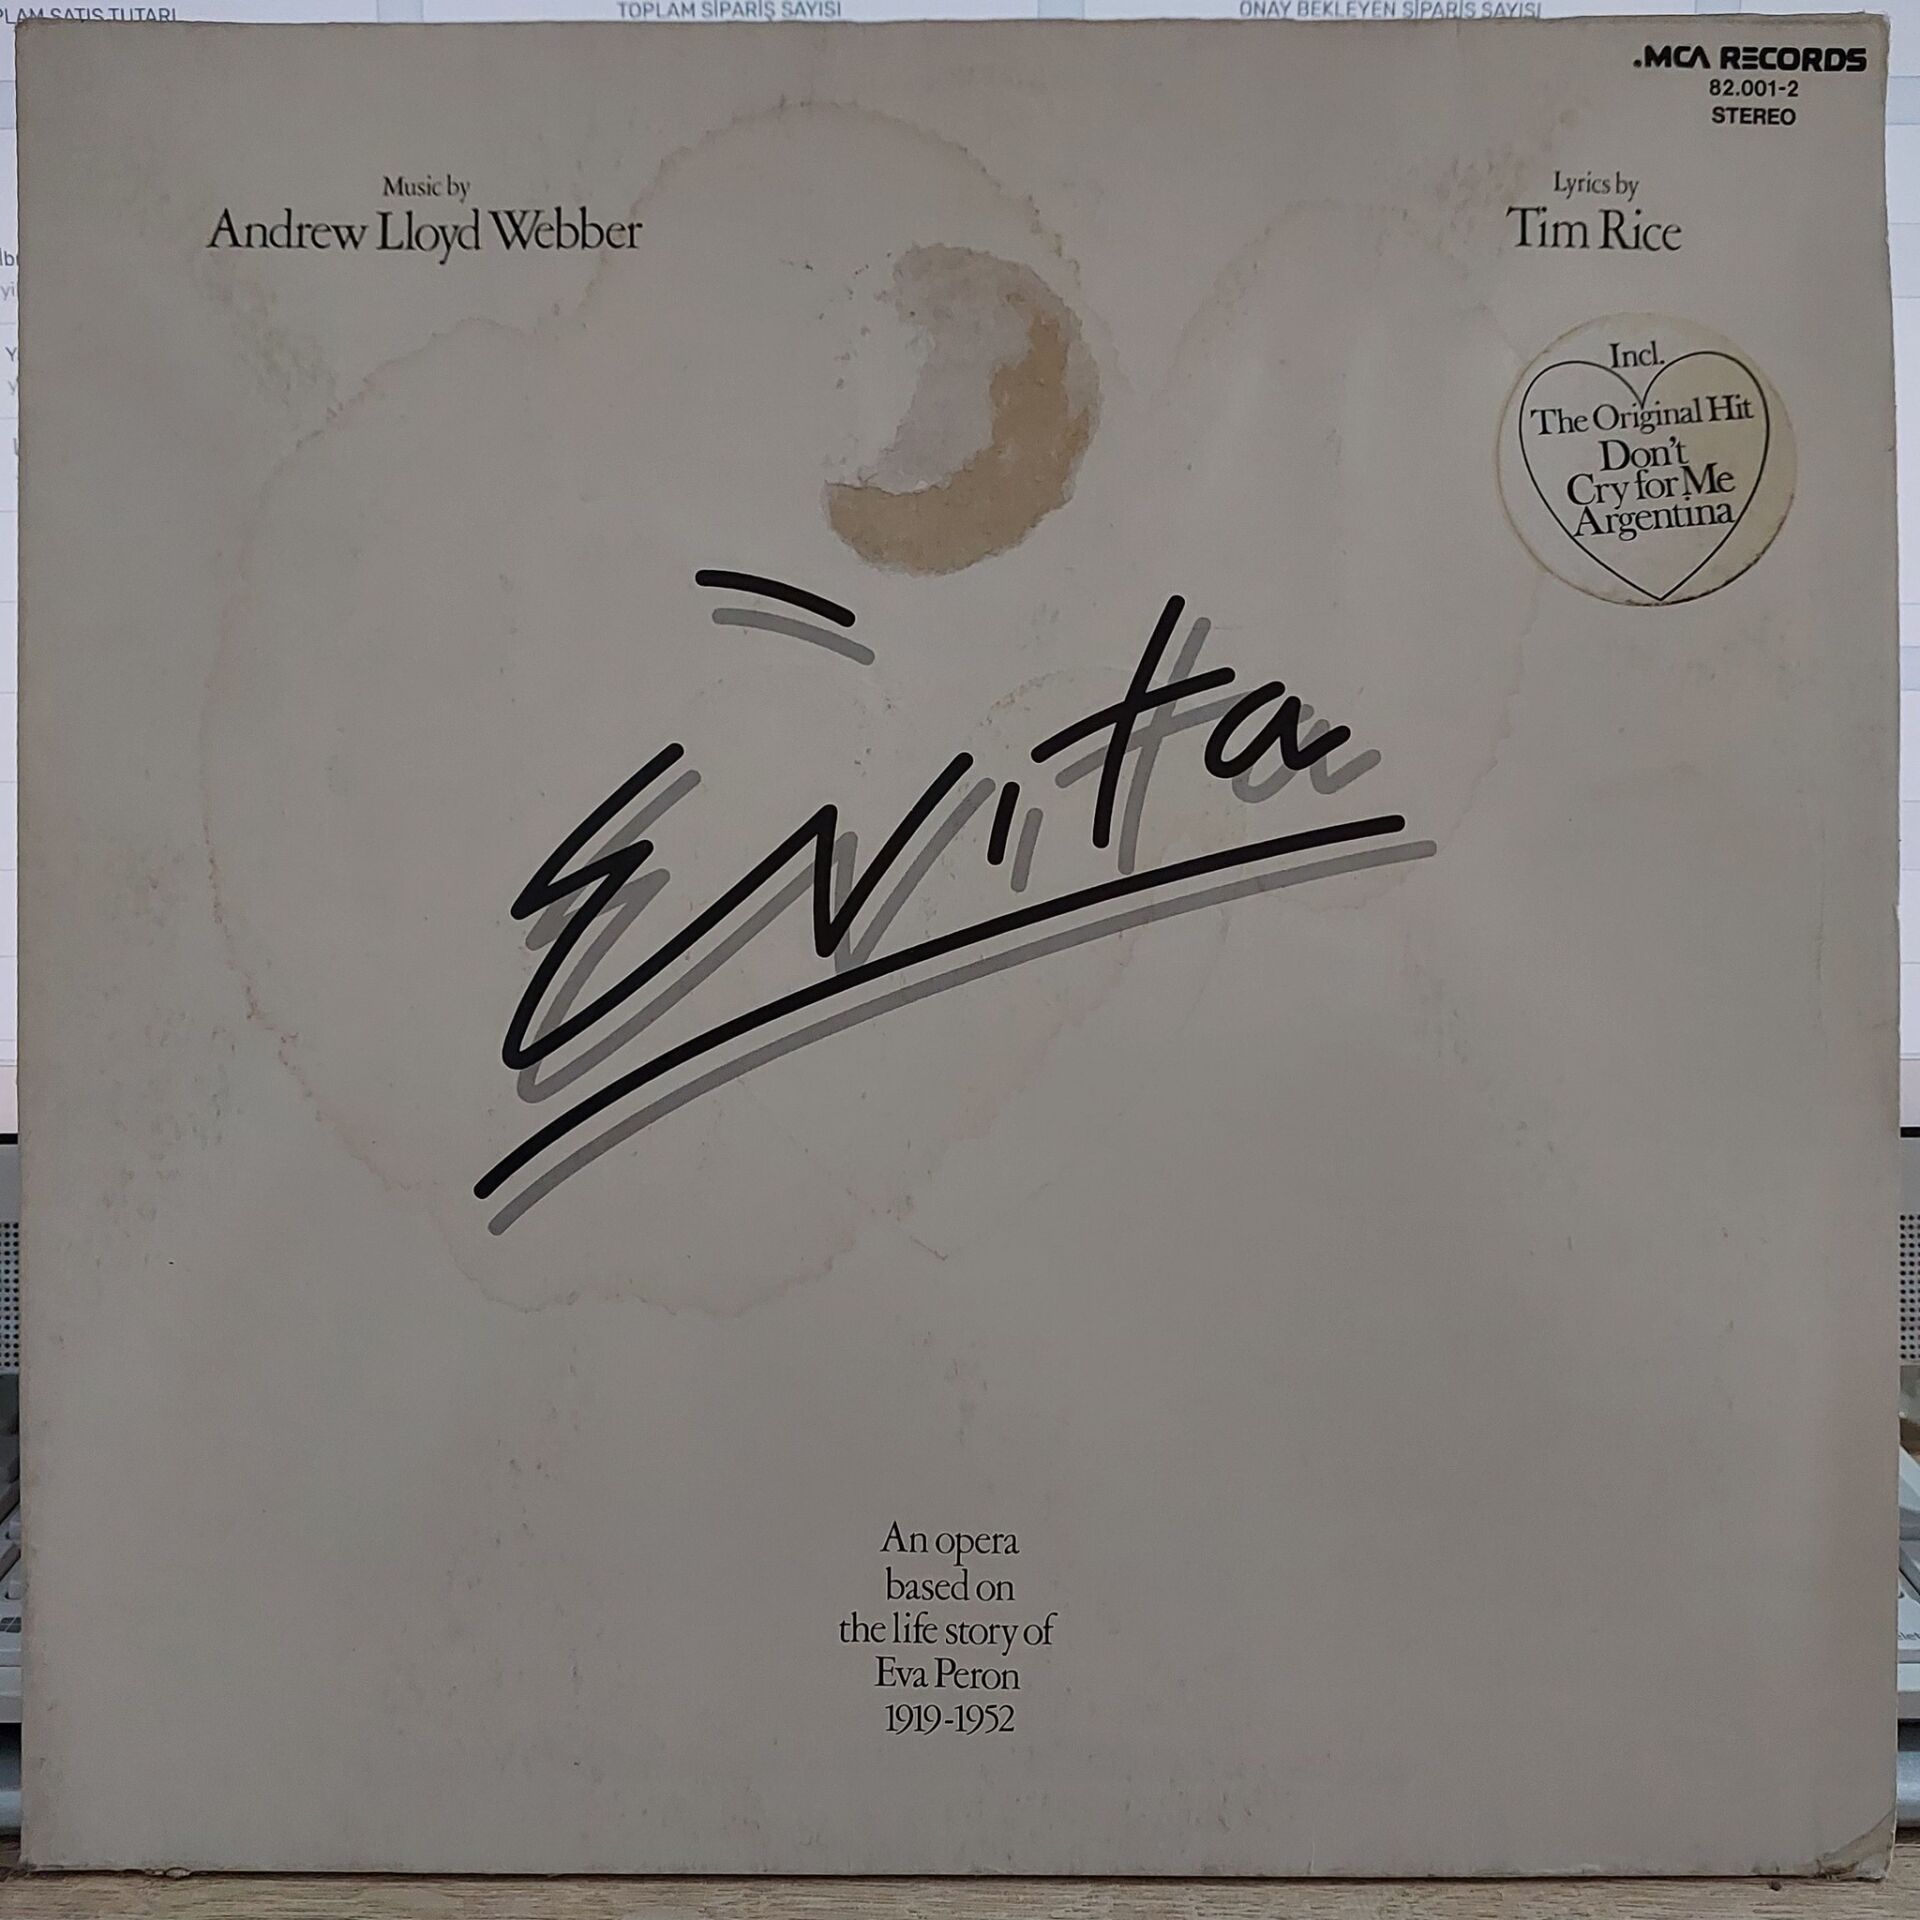 TOPLAM SİPARİŞ SAYISI
ONAY BEKLEYEN SİPARİŞ SAYISI
SATIŞ TUTARI
.MCA RECORDS
82.001-2
STEREO
Music by
Andrew Lloyd Webber
Lyrics by
Tim Rice
Incl.
The Original Hit
Don't
Cry for Me
Argentina
Evita
An opera
based on
the life story of
Eva Peron
1919-1952